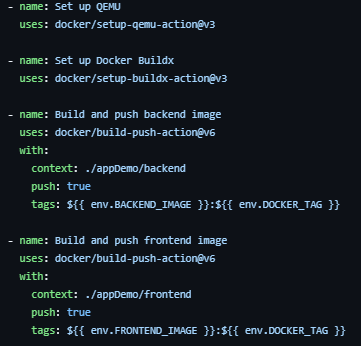 - name: Set up QEMU
  uses: docker/setup-qemu-action@v3

- name: Set up Docker Buildx
  uses: docker/setup-buildx-action@v3

- name: Build and push backend image
  uses: docker/build-push-action@v6
  with:
    context: ./appDemo/backend
    push: true
    tags: ${{ env.BACKEND_IMAGE }}:${{ env.DOCKER_TAG }}

- name: Build and push frontend image
  uses: docker/build-push-action@v6
  with:
    context: ./appDemo/frontend
    push: true
    tags: ${{ env.FRONTEND_IMAGE }}:${{ env.DOCKER_TAG }}